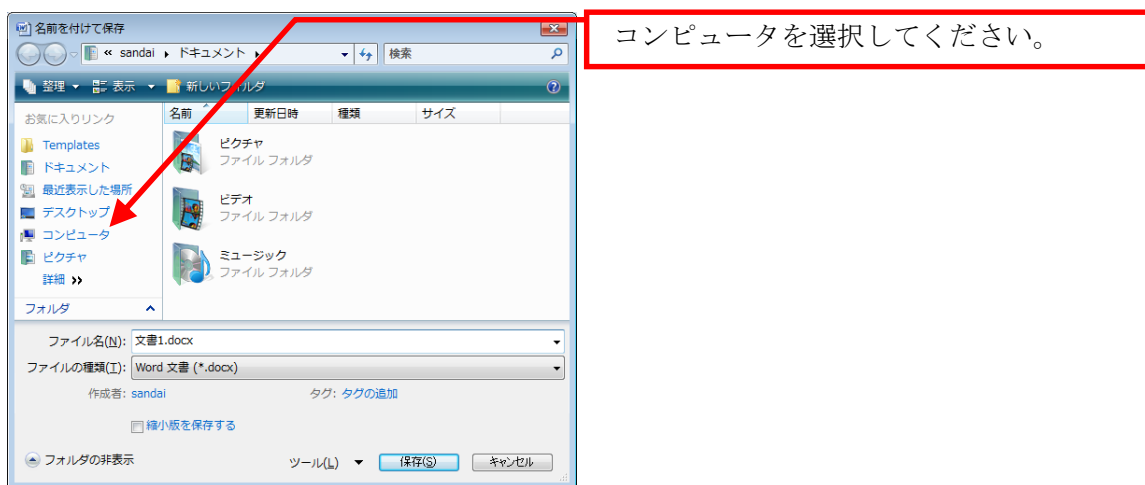 名前を付けて保存
コンピュータを選択してください。
« sandai ▸ ドキュメント ▸
検索
整理 表示 新しいフォルダ
お気に入りリンク
名前 更新日時 種類 サイズ
Templates
ドキュメント
最近表示した場所
デスクトップ
コンピュータ
ピクチャ
詳細 »
ピクチャ
ファイル フォルダ
ビデオ
ファイル フォルダ
ミュージック
ファイル フォルダ
フォルダ
ファイル名(N): 文書1.docx
ファイルの種類(T): Word 文書 (*.docx)
作成者: sandai タグ: タグの追加
縮小版を保存する
フォルダの非表示 ツール(L) 保存(S) キャンセル